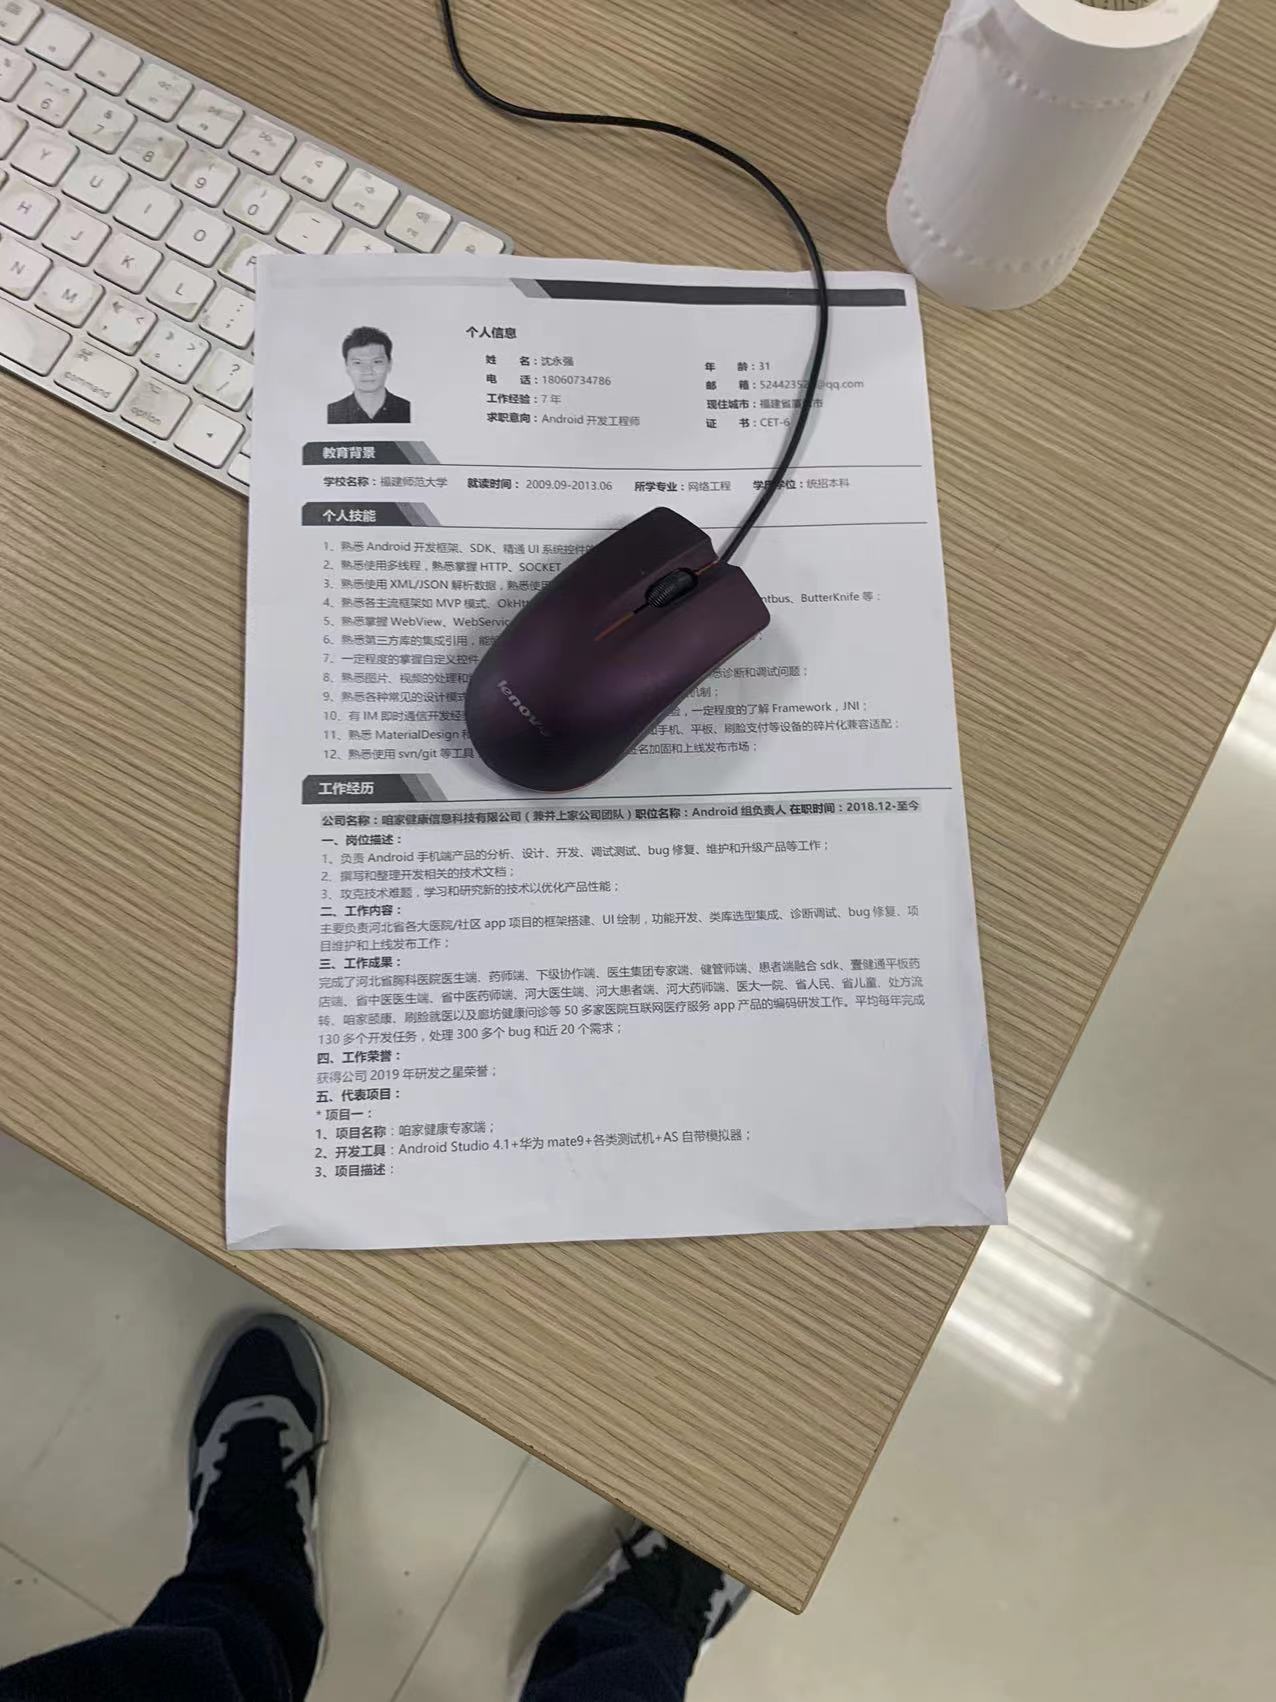 个人信息
姓 名：沈永强 年 龄：31
电 话：18060734786 邮 箱：52442352 @qq.com
工作经验：7 年 现住城市：福建省 市
求职意向：Android 开发工程师 证 书：CET-6
教育背景
学校名称：福建师范大学 就读时间： 2009.09-2013.06 所学专业：网络工程 学 位：统招本科
个人技能
1、熟悉 Android 开发框架、SDK、精通 UI 系统控件
2、熟悉使用多线程，熟悉掌握 HTTP、SOCKET
3、熟悉使用 XML/JSON 解析数据，熟悉使
4、熟悉各主流框架如 MVP 模式、OkHt ntbus、ButterKnife 等；
5、熟悉掌握 WebView、WebServic
6、熟悉第三方库的集成引用，能
7、一定程度的掌握自定义控件
8、熟悉图片、视频的处理和 悉诊断和调试问题；
9、熟悉各种常见的设计模式 机制；
10、有 IM 即时通信开发经 ，一定程度的了解 Framework，JNI；
11、熟悉 MaterialDesign 和 如手机、平板、刷脸支付等设备的碎片化兼容适配；
12、熟悉使用 svn/git 等工具 签名加固和上线发布市场；
工作经历
公司名称：咱家健康信息科技有限公司（兼并上家公司团队）职位名称：Android 组负责人 在职时间：2018.12-至今
一、岗位描述：
1、负责 Android 手机端产品的分析、设计、开发、调试测试、bug 修复、维护和升级产品等工作；
2、撰写和整理开发相关的技术文档；
3、攻克技术难题，学习和研究新的技术以优化产品性能；
二、工作内容：
主要负责河北省各大医院/社区 app 项目的框架搭建、UI 绘制，功能开发、类库选型集成、诊断调试、bug 修复、项
目维护和上线发布工作；
三、工作成果：
完成了河北省胸科医院医生端、药师端、下级协作端、医生集团专家端、健管师端、患者端融合 sdk、壹健通平板药
店端、省中医医生端、省中医药师端、河大医生端、河大患者端、河大药师端、医大一院、省人民、省儿童、处方流
转、咱家颐康、刷脸就医以及廊坊健康问诊等 50 多家医院互联网医疗服务 app 产品的编码研发工作。平均每年完成
130 多个开发任务，处理 300 多个 bug 和近 20 个需求；
四、工作荣誉：
获得公司 2019 年研发之星荣誉；
五、代表项目：
* 项目一：
1、项目名称：咱家健康专家端；
2、开发工具：Android Studio 4.1+华为 mate9+各类测试机+AS 自带模拟器；
3、项目描述：
lenovo
command
option